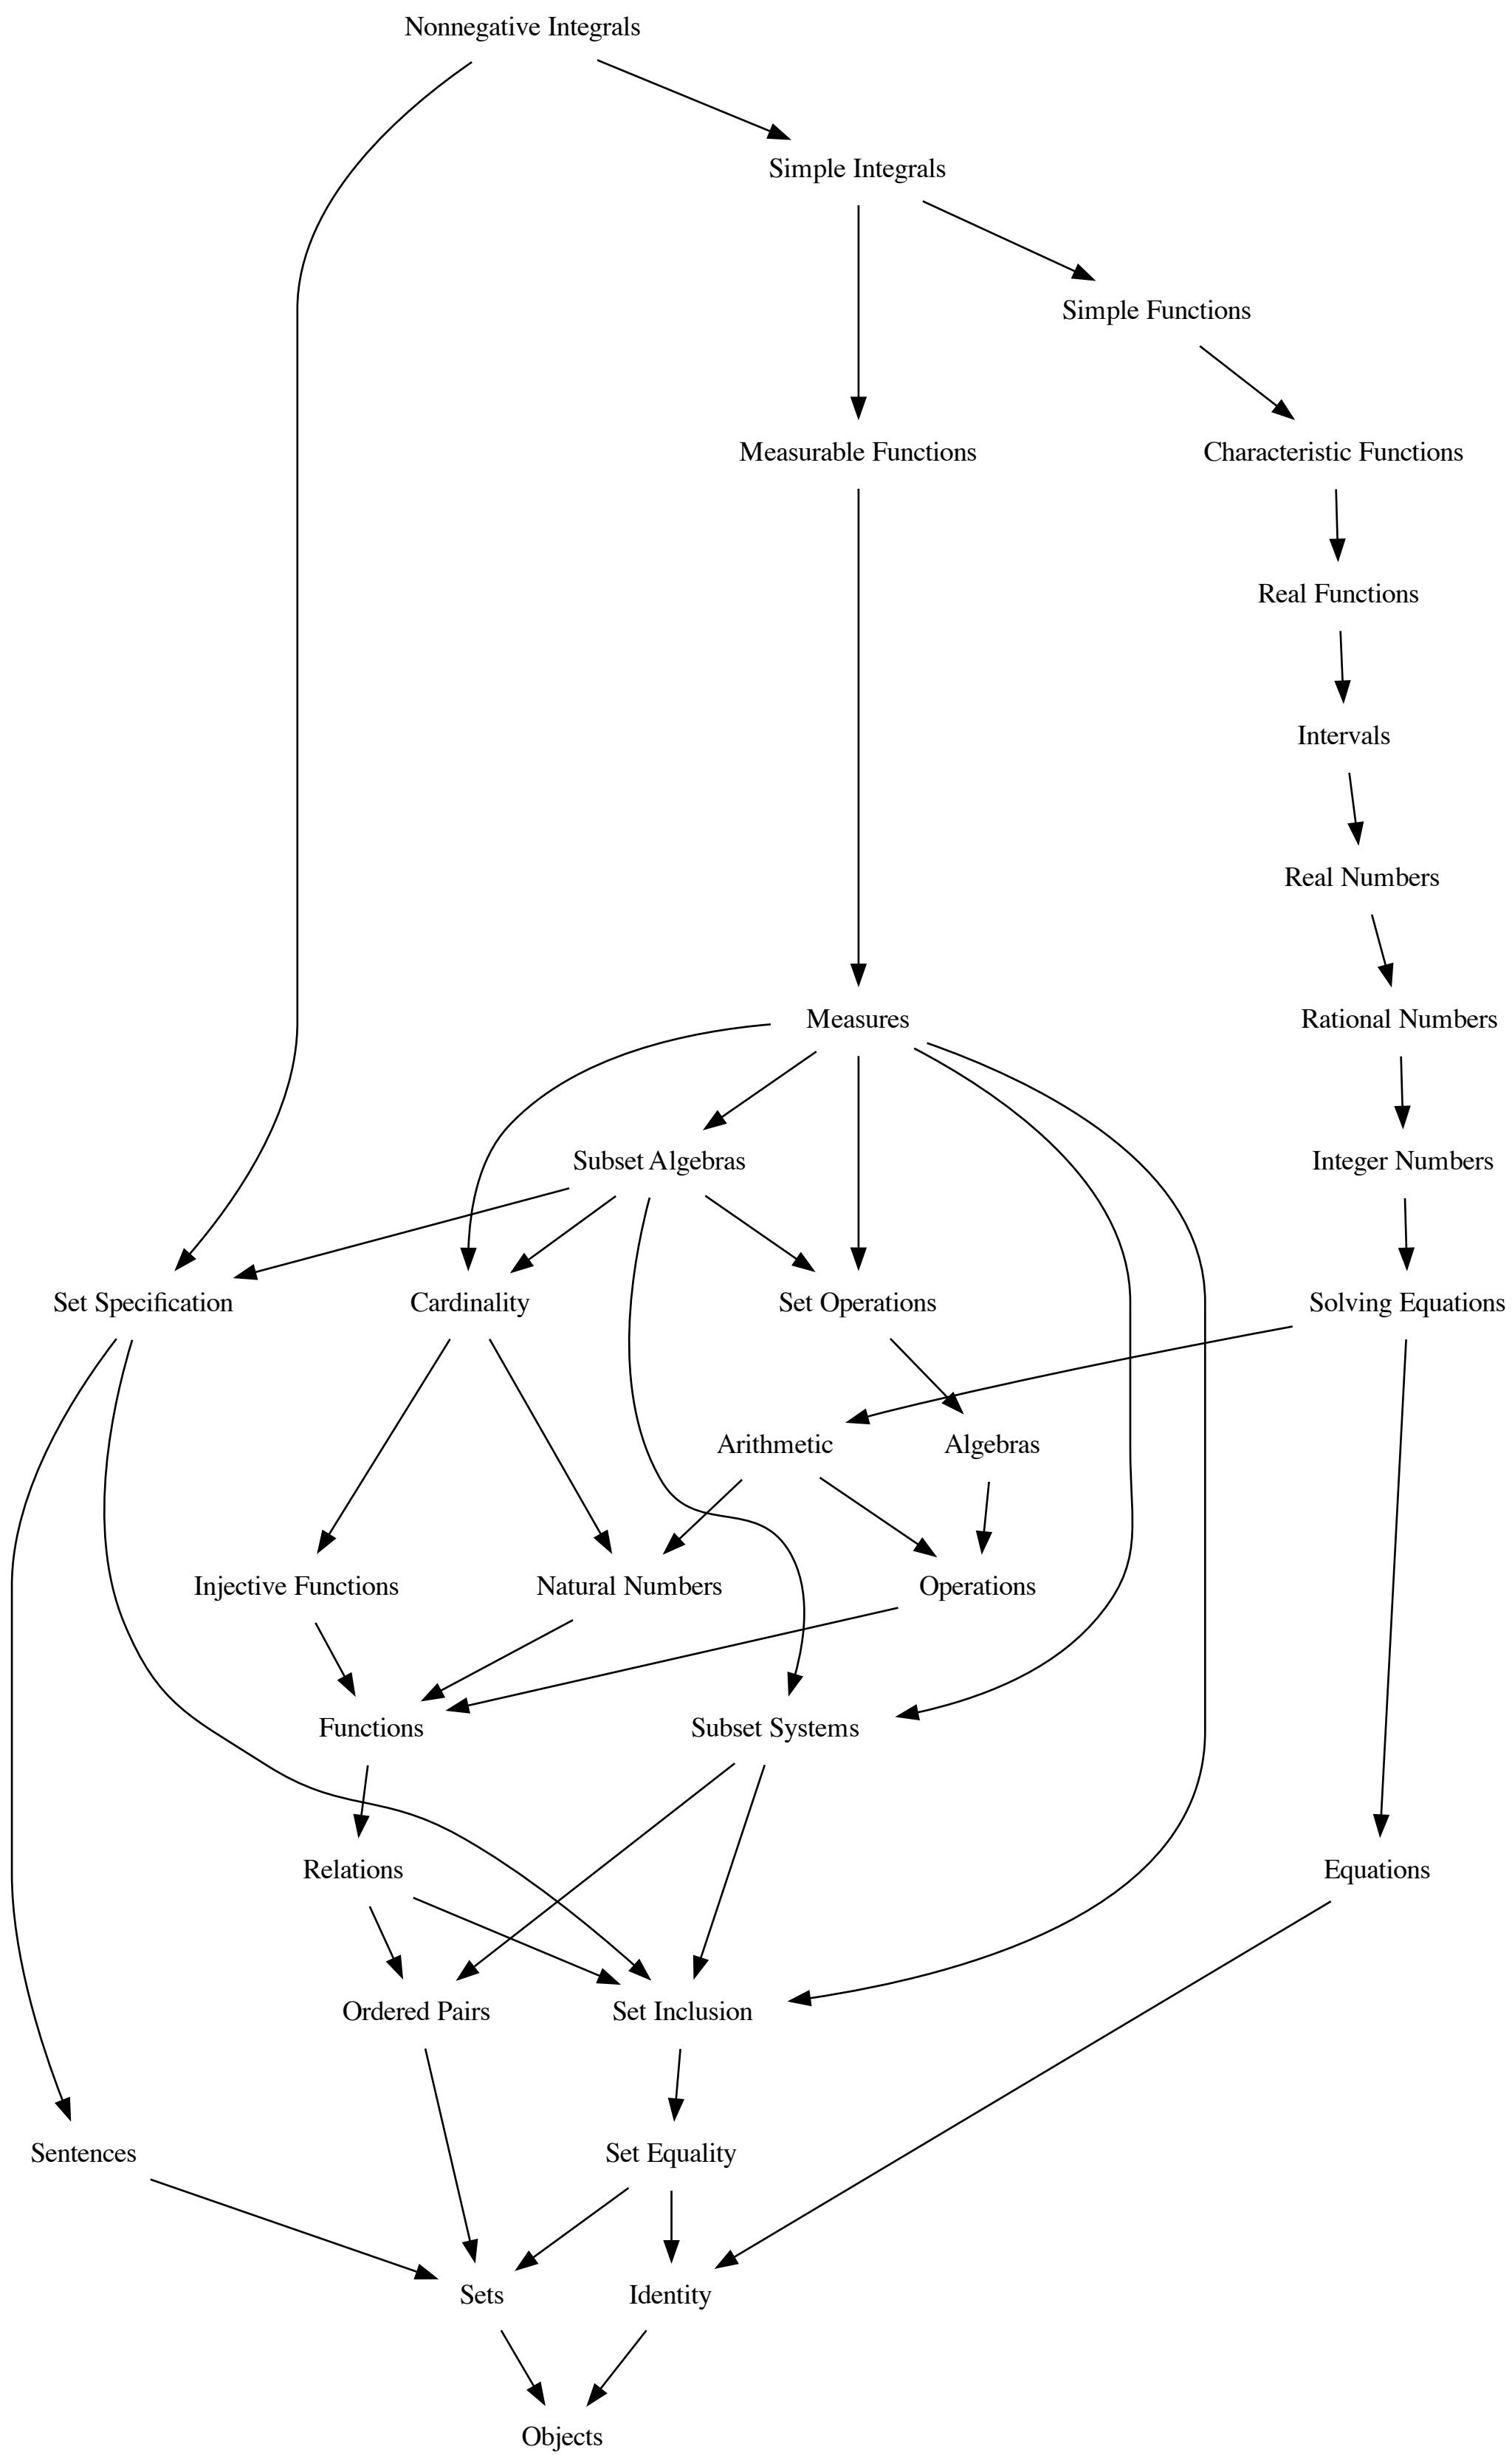 Nonnegative Integrals
Simple Integrals
Simple Functions
Measurable Functions
Characteristic Functions
Real Functions
Intervals
Real Numbers
Measures
Rational Numbers
Subset Algebras
Integer Numbers
Set Specification
Cardinality
Set Operations
Solving Equations
Arithmetic
Algebras
Injective Functions
Natural Numbers
Operations
Functions
Subset Systems
Relations
Equations
Ordered Pairs
Set Inclusion
Sentences
Set Equality
Sets
Identity
Objects